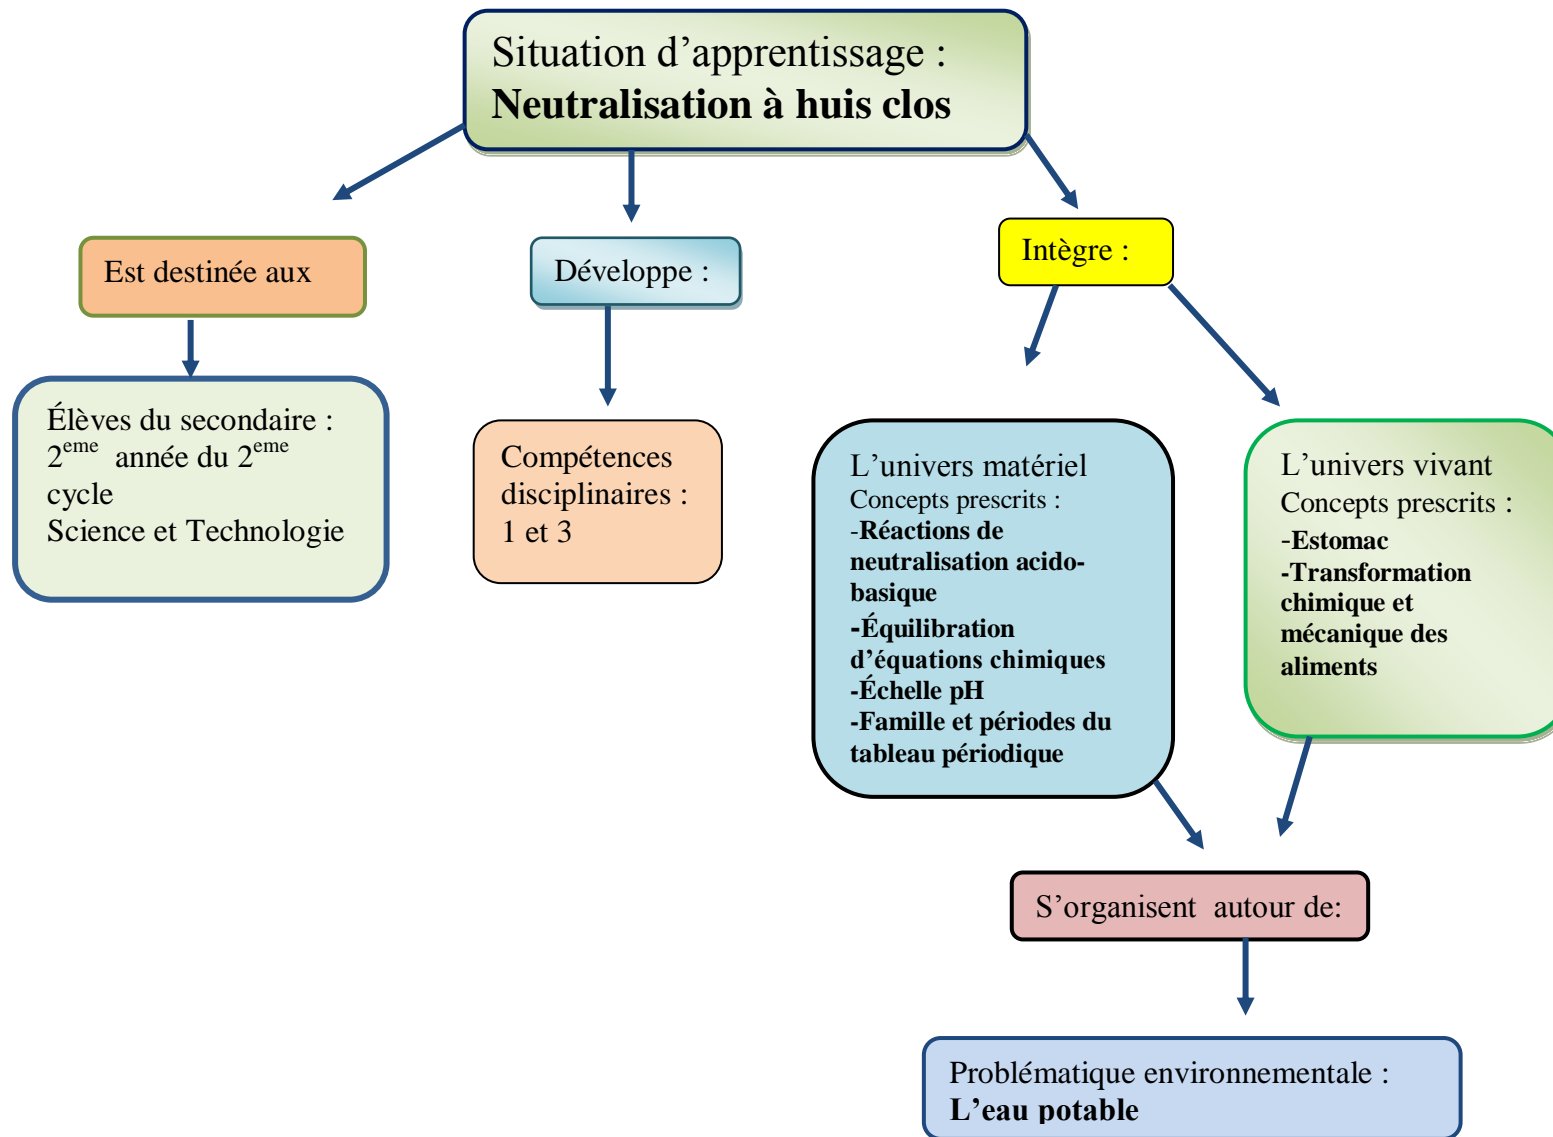 Situation d’apprentissage :
Neutralisation à huis clos
Est destinée aux
Développe :
Intègre :
Élèves du secondaire :
2eme année du 2eme
cycle
Science et Technologie
Compétences
disciplinaires :
1 et 3
L’univers matériel
Concepts prescrits :
-Réactions de
neutralisation acido-
basique
-Équilibration
d’équations chimiques
-Échelle pH
-Famille et périodes du
tableau périodique
L’univers vivant
Concepts prescrits :
-Estomac
-Transformation
chimique et
mécanique des
aliments
S’organisent autour de:
Problématique environnementale :
L’eau potable